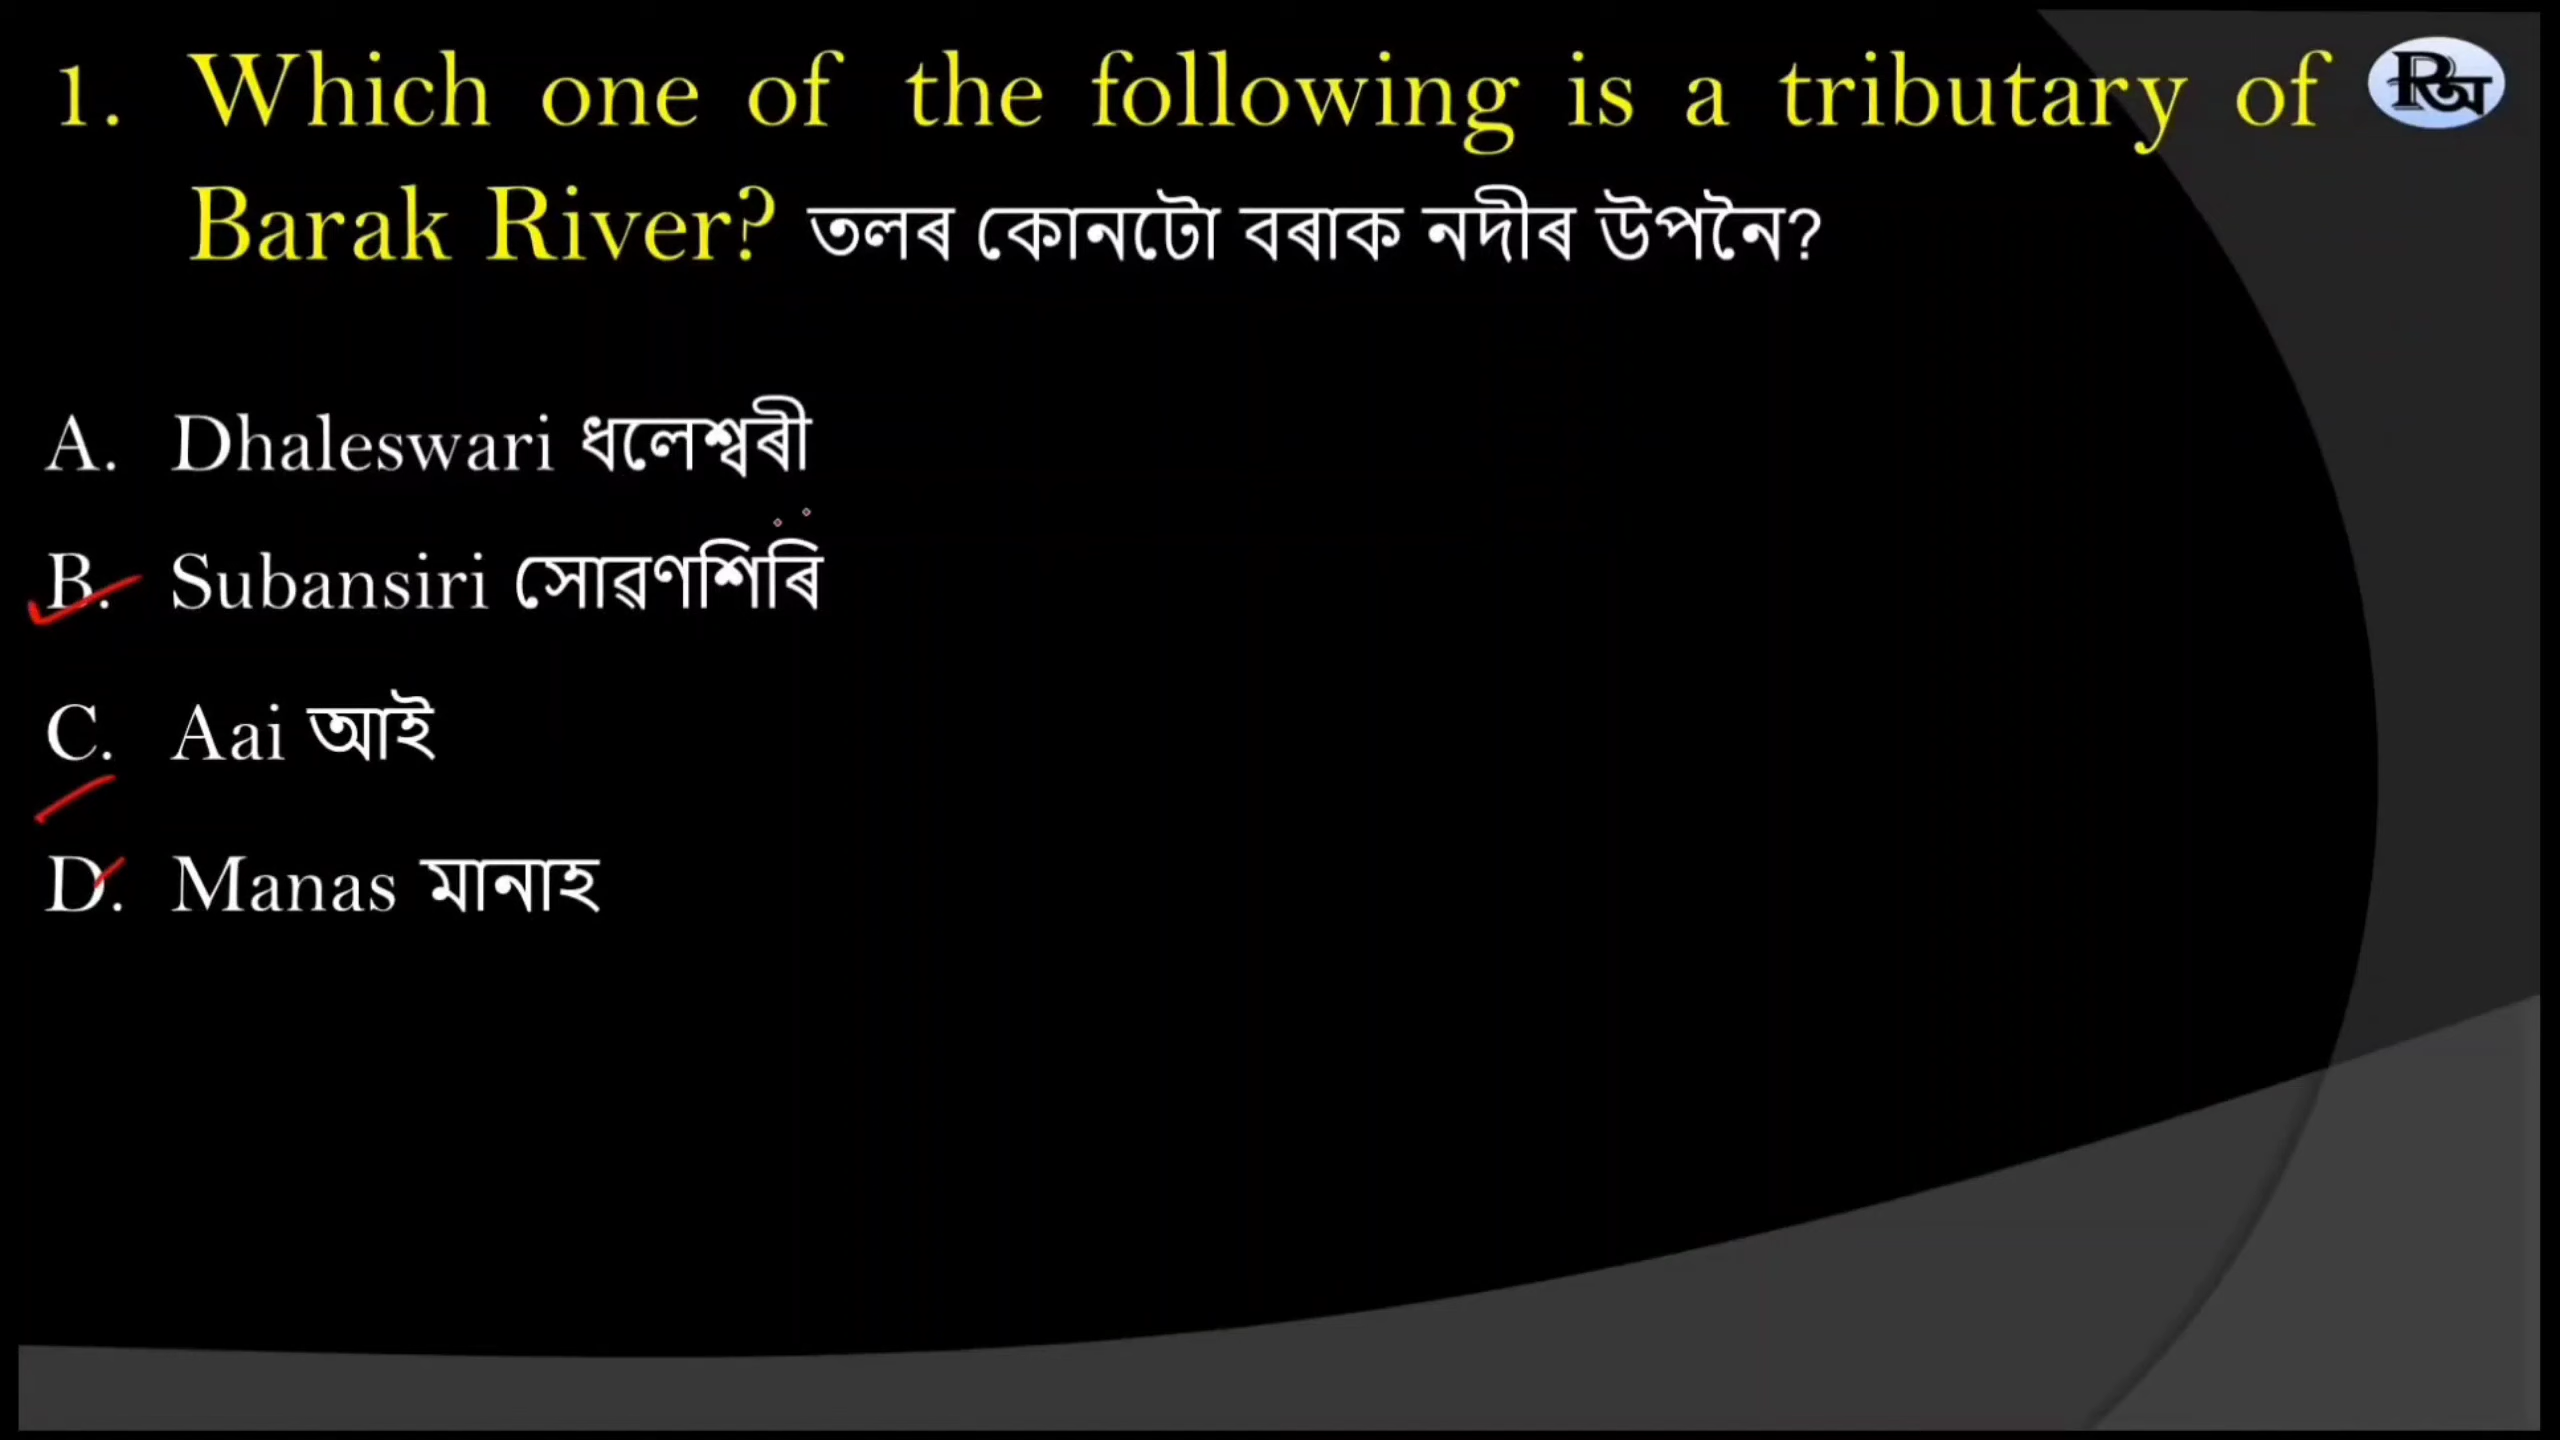 1. Which one of the following is a tributary of
Barak River? তলৰ কোনটো বৰাক নদীৰ উপনৈ?
A. Dhaleswari ধলেশ্বৰী
B. Subansiri সোৱণশিৰি
C. Aai আই
D. Manas মানাহ